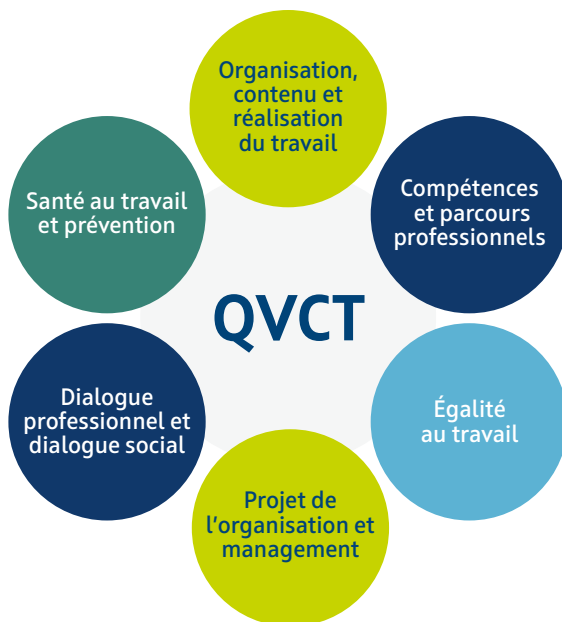 Organisation,
contenu et
réalisation
du travail
Compétences
et parcours
professionnels
Égalité
au travail
Projet de
l'organisation et
management
Dialogue
professionnel et
dialogue social
Santé au travail
et prévention
QVCT